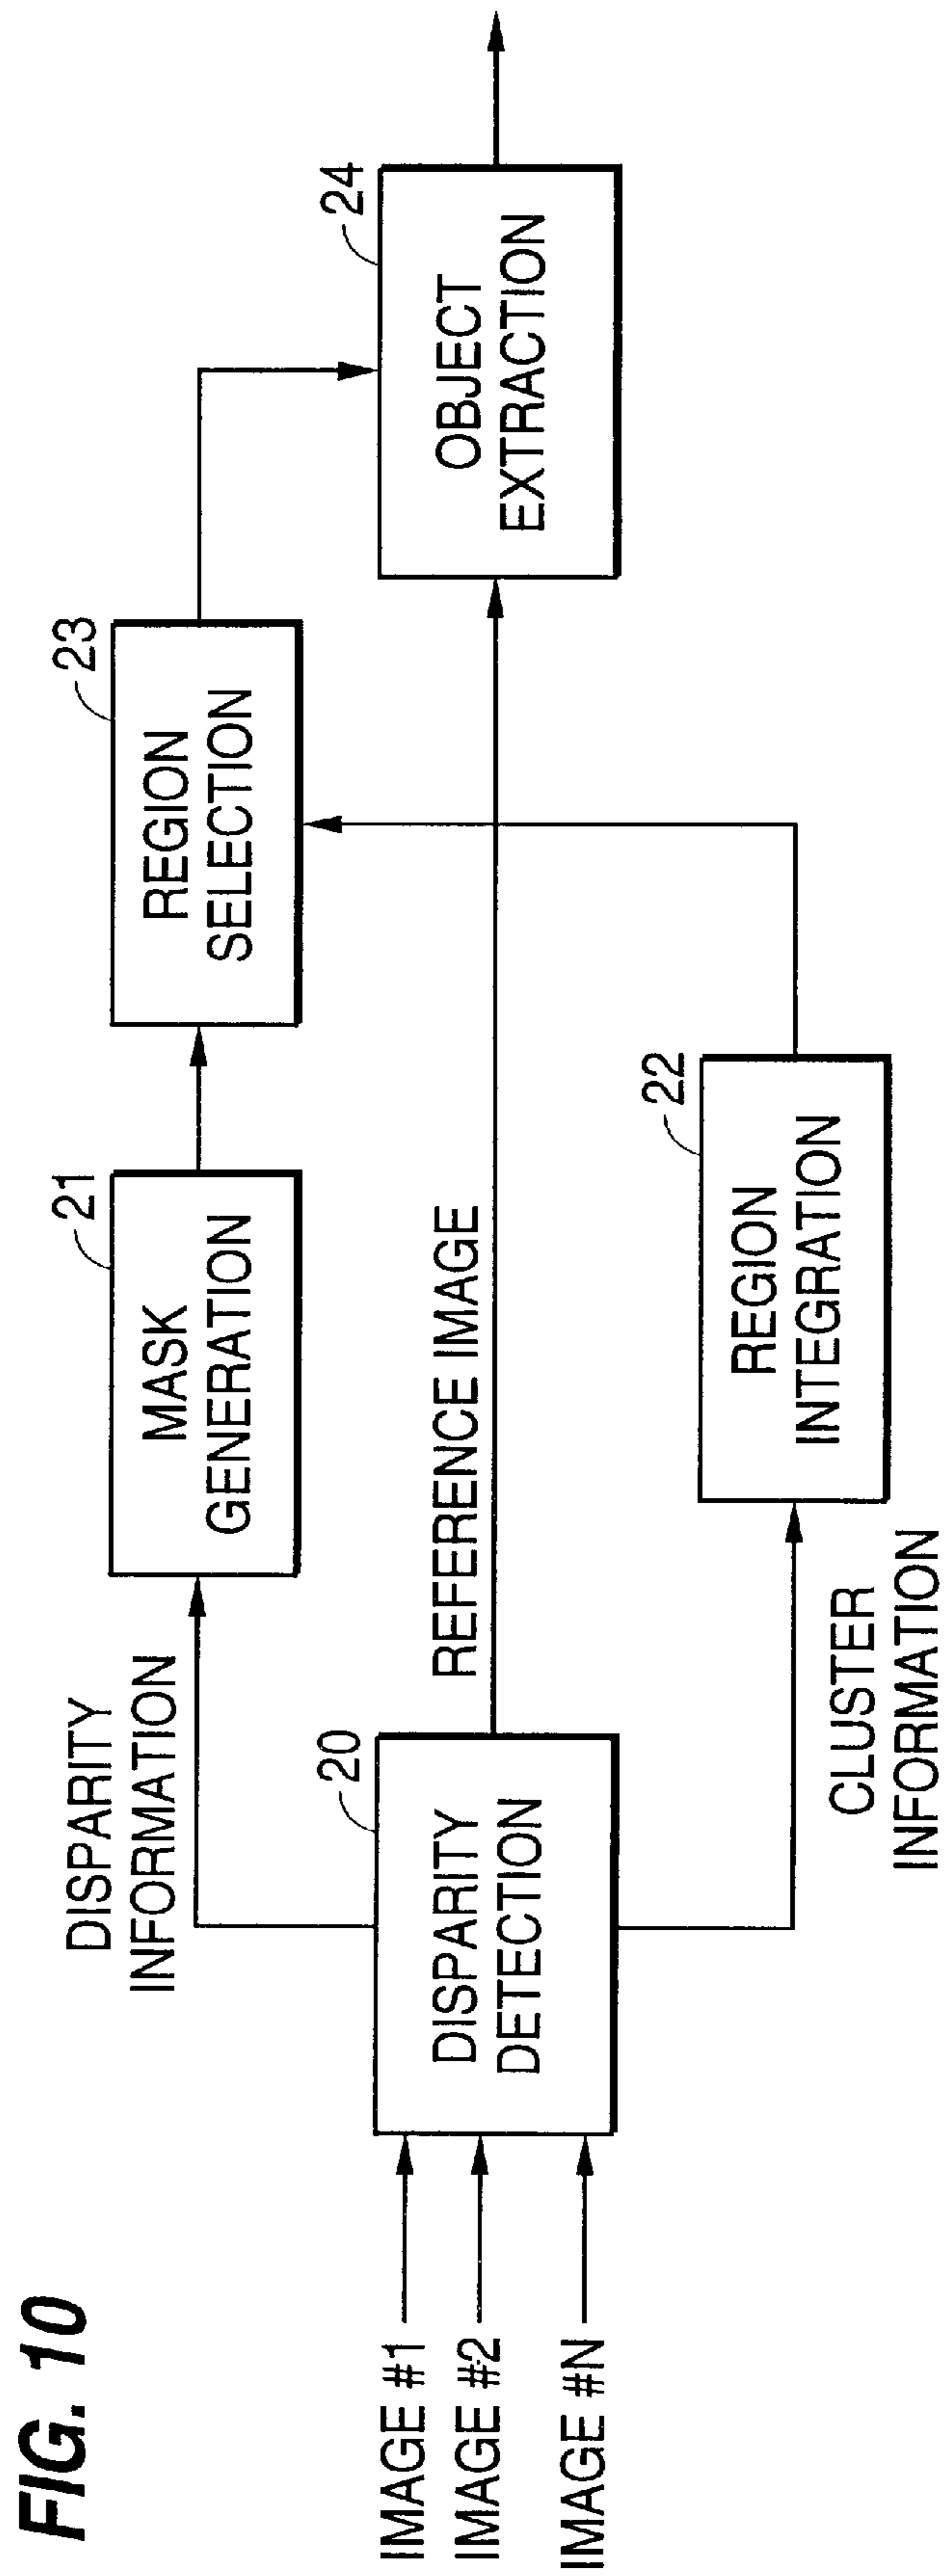 FIG. 10
IMAGE #1
IMAGE #2
IMAGE #N
DISPARITY
DETECTION
20
DISPARITY
INFORMATION
MASK
GENERATION
21
REFERENCE IMAGE
CLUSTER
INFORMATION
REGION
INTEGRATION
22
REGION
SELECTION
23
OBJECT
EXTRACTION
24